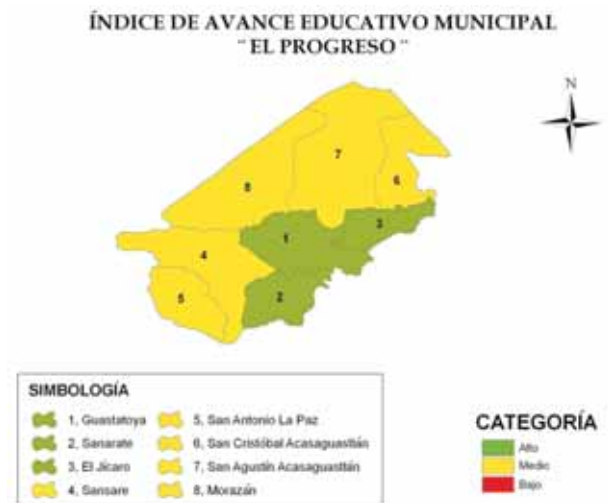 ÍNDICE DE AVANCE EDUCATIVO MUNICIPAL
¨ EL PROGRESO ¨
N
7
8
6
3
1
4
5
2
SIMBOLOGÍA
1, Guastatoya
2, Sanarate
3, El Jícaro
4, Sansare
5, San Antonio La Paz
6, San Cristóbal Acasaguastlán
7, San Agustín Acasaguastlán
8, Morazán
CATEGORÍA
Alto
Medio
Bajo